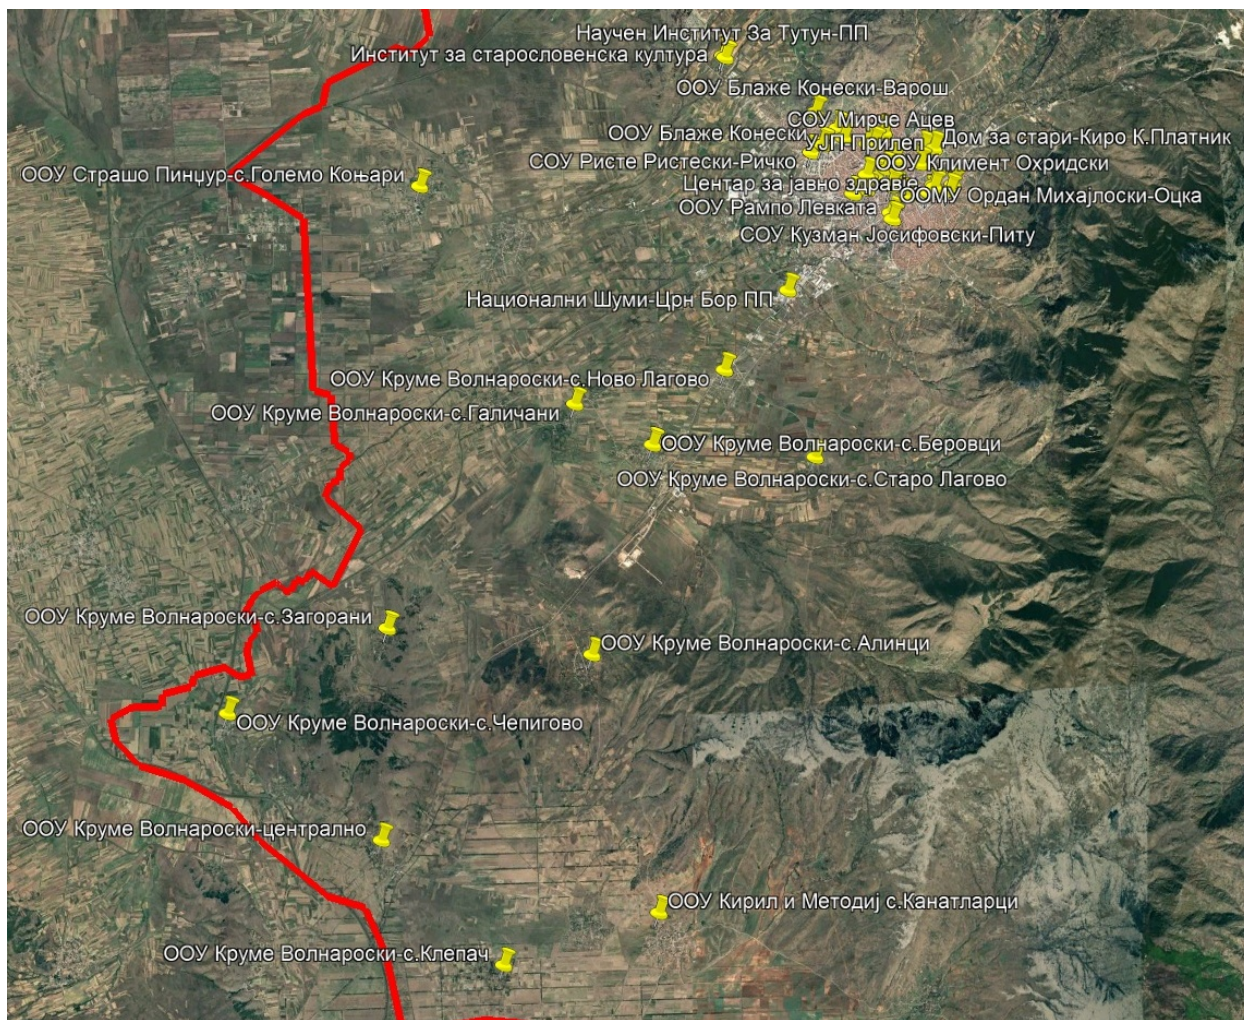 Научен Институт За Тутун-ПП
Институт за старословенска култура
ООУ Блаже Конески-Варош
СОУ Мирче Ацев
ООУ Блаже Конески
Дом за стари-Киро К.Платник
УЈП-Прилеп
СОУ Ристе Ристески-Ричко
ООУ Климент Охридски
ООУ Страшо Пинџур-с.Големо Коњари
Центар за јавно здравје
ООМУ Ордан Михајлоски-Оцка
ООУ Рампо Левката
СОУ Кузман Јосифовски-Питу
Национални Шуми-Црн Бор ПП
ООУ Круме Волнароски-с.Ново Лагово
ООУ Круме Волнароски-с.Галичани
ООУ Круме Волнароски-с.Беровци
ООУ Круме Волнароски-с.Старо Лагово
ООУ Круме Волнароски-с.Загорани
ООУ Круме Волнароски-с.Алинци
ООУ Круме Волнароски-с.Чепигово
ООУ Круме Волнароски-централно
ООУ Кирил и Методиј с.Канатларци
ООУ Круме Волнароски-с.Клепач